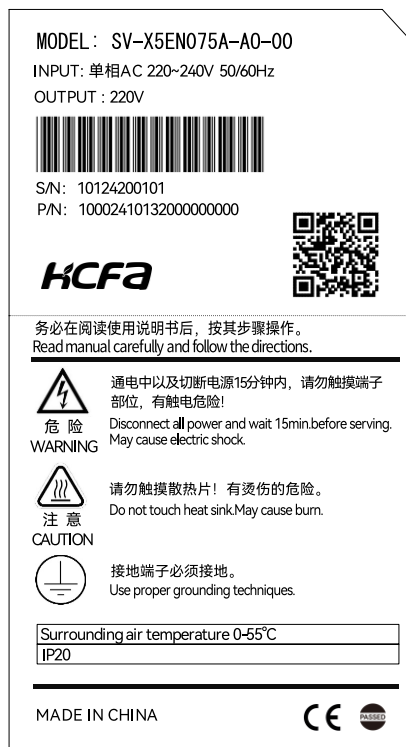 MODEL: SV-X5EN075A-A0-00
INPUT: 单相AC 220~240V 50/60Hz
OUTPUT : 220V
S/N: 10124200101
P/N: 10002410132000000000
HCFA
务必在阅读使用说明书后，按其步骤操作。
Read manual carefully and follow the directions.
通电中以及切断电源15分钟内，请勿触摸端子
部位，有触电危险!
危 险
WARNING
Disconnect all power and wait 15min.before serving.
May cause electric shock.
请勿触摸散热片！有烫伤的危险。
注 意
CAUTION
Do not touch heat sink.May cause burn.
接地端子必须接地。
Use proper grounding techniques.
Surrounding air temperature 0-55℃
IP20
MADE IN CHINA
CE
PASSED